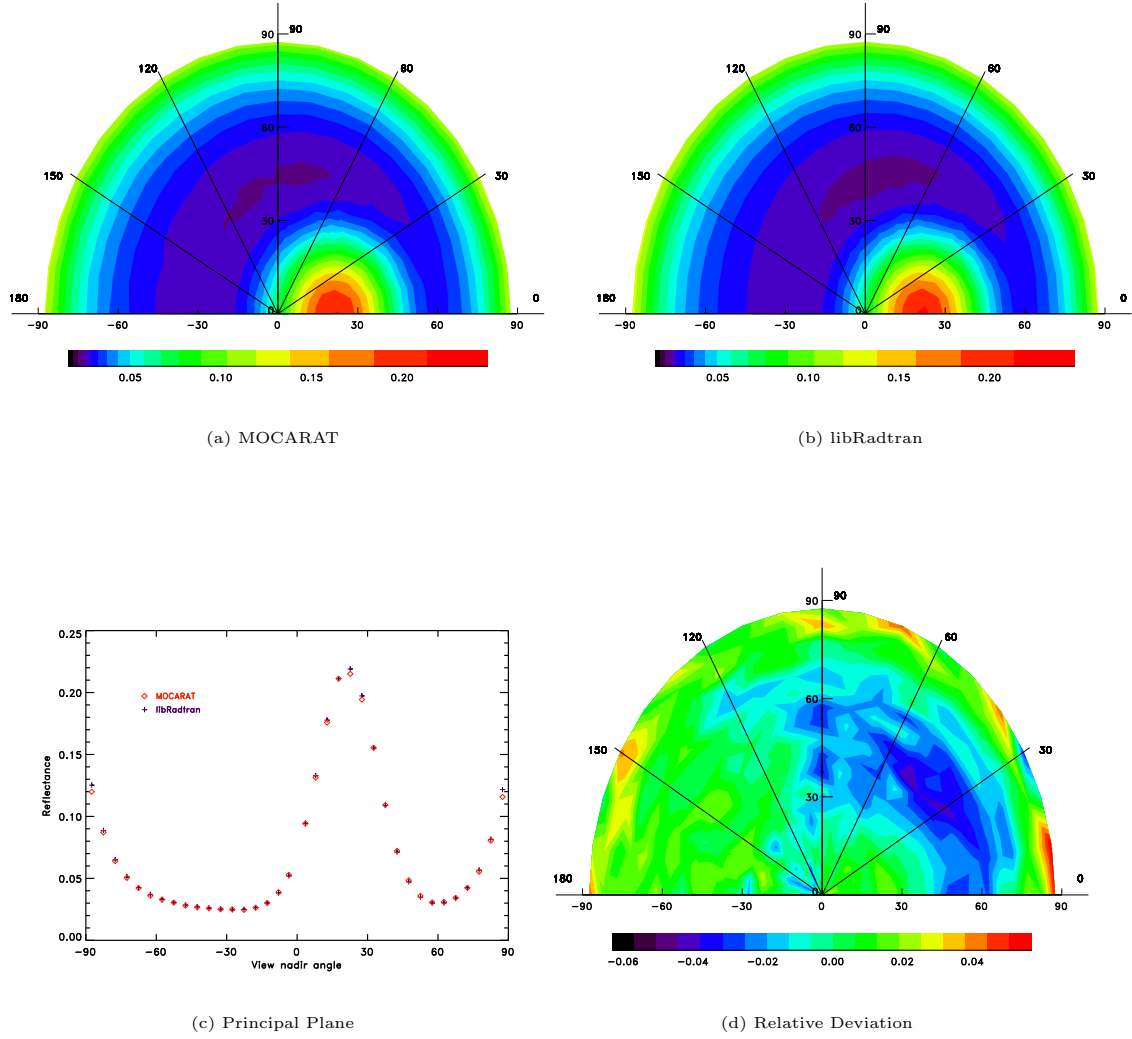 90 90 90 90
120 60 120 60
60 60
150 30 150 30
30 30
180 0 0 180 0 0
−90 −60 −30 0 30 60 90 −90 −60 −30 0 30 60 90
0.05 0.10 0.15 0.20 0.05 0.10 0.15 0.20
(a) MOCARAT (b) libRadtran
0.25
0.20
0.15
0.10
0.05
0.00
Reflectance
MOCARAT
libRadtran
−90 −60 −30 0 30 60 90
View nadir angle
90 90
120 60
60
150 30
30
180 0 0
−90 −60 −30 0 30 60 90
−0.06 −0.04 −0.02 0.00 0.02 0.04
(c) Principal Plane (d) Relative Deviation